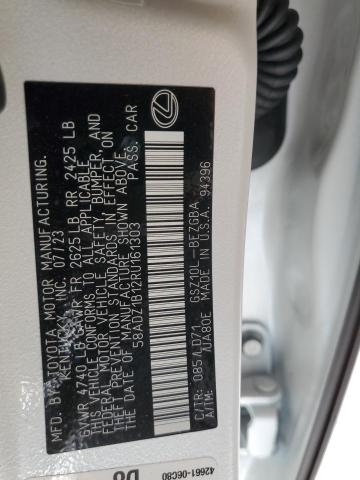 MFD. BY: TOYOTA MOTOR MANUFACTURING
KENTUCKY, INC. 07/23
GVWR 4740 LB GAWR FR 2625 LB RR 2425 LB
THIS VEHICLE CONFORMS TO ALL APPLICABLE
FEDERAL MOTOR VEHICLE SAFETY, BUMPER, AND
THEFT PREVENTION STANDARDS IN EFFECT ON
THE DATE OF MANUFACTURE SHOWN ABOVE.
58ADZ1B12RU161303 PASS. CAR
C/TR: 085/LD71 GSZ10L-BEZGBA
A/TM: UA80E U.S.A. 94396
42661-06C80
D8